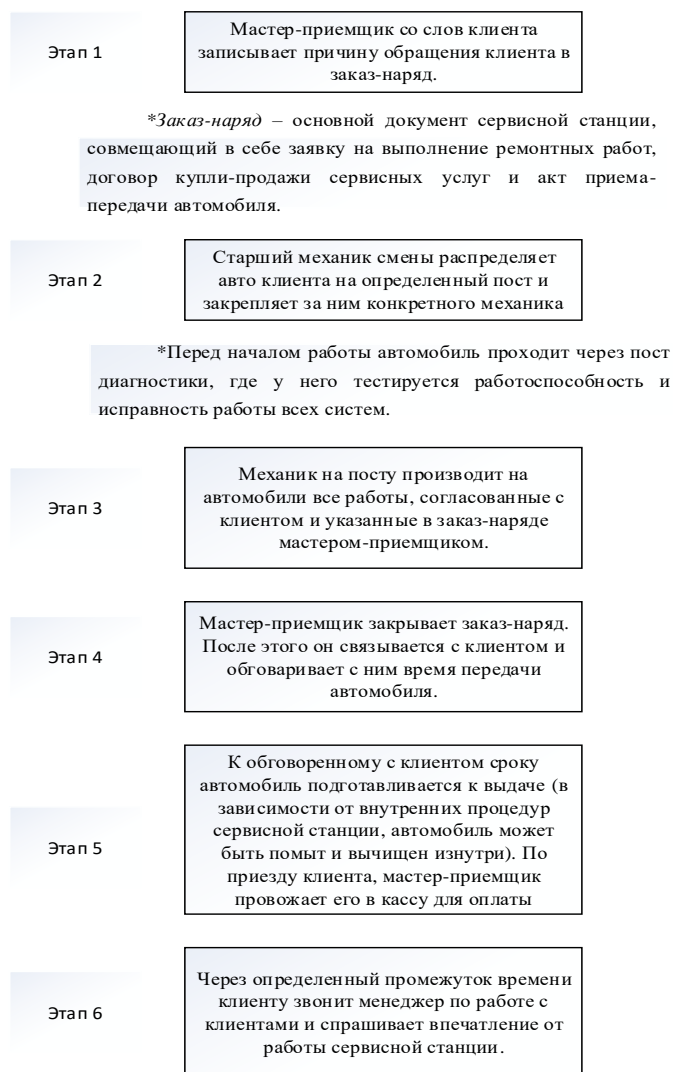 Этап 1
Мастер-приемщик со слов клиента
записывает причину обращения клиента в
заказ-наряд.
*Заказ-наряд – основной документ сервисной станции,
совмещающий в себе заявку на выполнение ремонтных работ,
договор купли-продажи сервисных услуг и акт приема-
передачи автомобиля.
Этап 2
Старший механик смены распределяет
авто клиента на определенный пост и
закрепляет за ним конкретного механика
*Перед началом работы автомобиль проходит через пост
диагностики, где у него тестируется работоспособность и
исправность работы всех систем.
Этап 3
Механик на посту производит на
автомобили все работы, согласованные с
клиентом и указанные в заказ-наряде
мастером-приемщиком.
Этап 4
Мастер-приемщик закрывает заказ-наряд.
После этого он связывается с клиентом и
обговаривает с ним время передачи
автомобиля.
Этап 5
К обговоренному с клиентом сроку
автомобиль подготавливается к выдаче (в
зависимости от внутренних процедур
сервисной станции, автомобиль может
быть помыт и вычищен изнутри). По
приезду клиента, мастер-приемщик
провожает его в кассу для оплаты
Этап 6
Через определенный промежуток времени
клиенту звонит менеджер по работе с
клиентами и спрашивает впечатление от
работы сервисной станции.